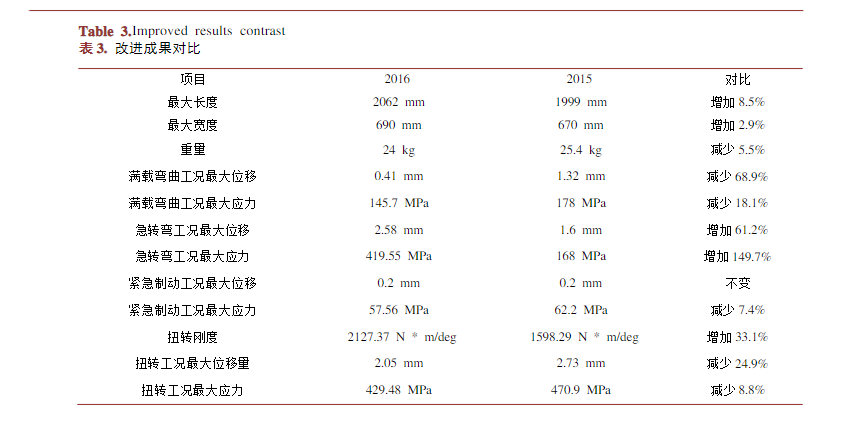 Table 3.Improved results contrast
表 3. 改进成果对比
项目 2016 2015 对比
最大长度 2062 mm 1999 mm 增加 8.5%
最大宽度 690 mm 670 mm 增加 2.9%
重量 24 kg 25.4 kg 减少 5.5%
满载弯曲工况最大位移 0.41 mm 1.32 mm 减少 68.9%
满载弯曲工况最大应力 145.7 MPa 178 MPa 减少 18.1%
急转弯工况最大位移 2.58 mm 1.6 mm 增加 61.2%
急转弯工况最大应力 419.55 MPa 168 MPa 增加 149.7%
紧急制动工况最大位移 0.2 mm 0.2 mm 不变
紧急制动工况最大应力 57.56 MPa 62.2 MPa 减少 7.4%
扭转刚度 2127.37 N * m/deg 1598.29 N * m/deg 增加 33.1%
扭转工况最大位移量 2.05 mm 2.73 mm 减少 24.9%
扭转工况最大应力 429.48 MPa 470.9 MPa 减少 8.8%